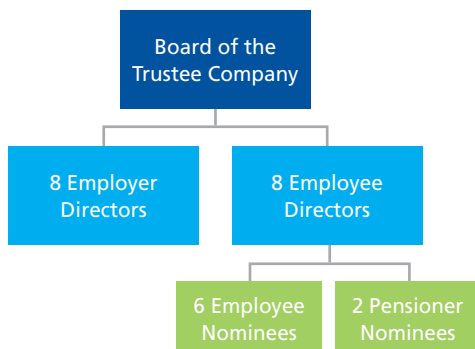 Board of the
Trustee Company
8 Employer
Directors
8 Employee
Directors
6 Employee
Nominees
2 Pensioner
Nominees